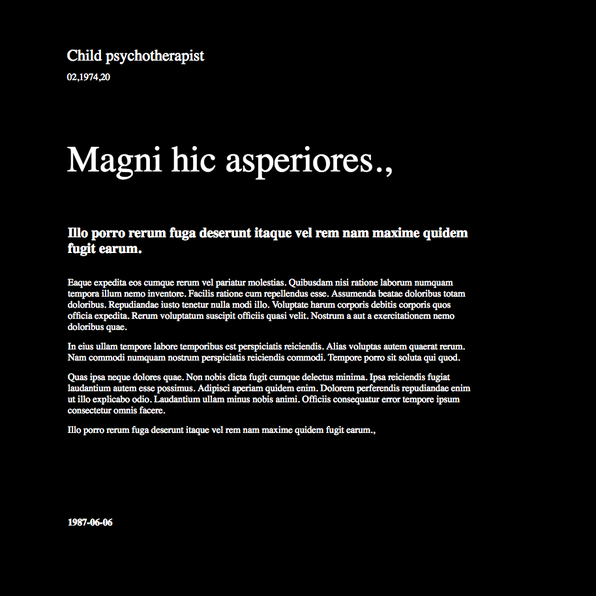 Child psychotherapist
02,1974,20
Magni hic asperiores.,
Illo porro rerum fuga deserunt itaque vel rem nam maxime quidem
fugit earum.
Eaque expedita eos cumque rerum vel pariatur molestias. Quibusdam nisi ratione laborum numquam
tempora illum nemo inventore. Facilis ratione cum repellendus esse. Assumenda beatae doloribus totam
doloribus. Repudiandae iusto tenetur nulla modi illo. Voluptate harum corporis debitis corporis quos
officia expedita. Rerum voluptatum suscipit officiis quasi velit. Nostrum a aut a exercitationem nemo
doloribus quae.
In eius ullam tempore labore temporibus est perspiciatis reiciendis. Alias voluptas autem quaerat rerum.
Nam commodi numquam nostrum perspiciatis reiciendis commodi. Tempore porro sit soluta qui quod.
Quas ipsa neque dolores quae. Non nobis dicta fugit cumque delectus minima. Ipsa reiciendis fugiat
laudantium autem esse possimus. Adipisci aperiam quidem enim. Dolorem perferendis repudiandae enim
ut illo explicabo odio. Laudantium ullam minus nobis animi. Officiis consequatur error tempore ipsum
consectetur omnis facere.
Illo porro rerum fuga deserunt itaque vel rem nam maxime quidem fugit earum.,
1987-06-06